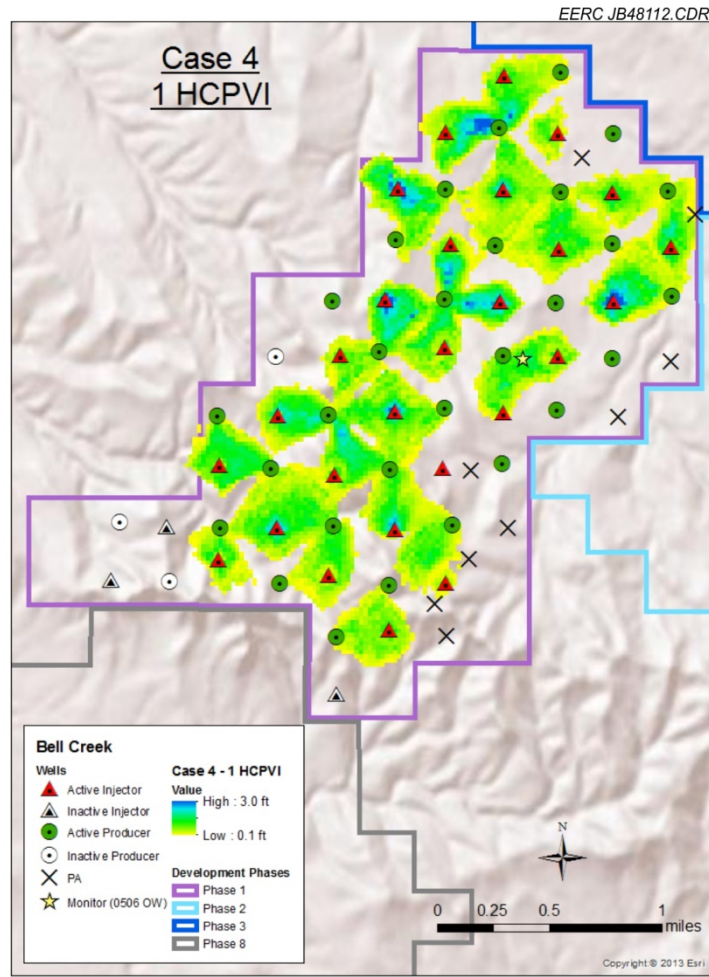 EERC JB48112.CDR
Case 4
1 HCPVI
Bell Creek
Wells
Active Injector
Inactive Injector
Active Producer
Inactive Producer
PA
Monitor (0506 OW)
Case 4 - 1 HCPVI
Value
High : 3.0 ft
Low : 0.1 ft
Development Phases
Phase 1
Phase 2
Phase 3
Phase 8
N
0 0.25 0.5 1
miles
Copyright:© 2013 Esri